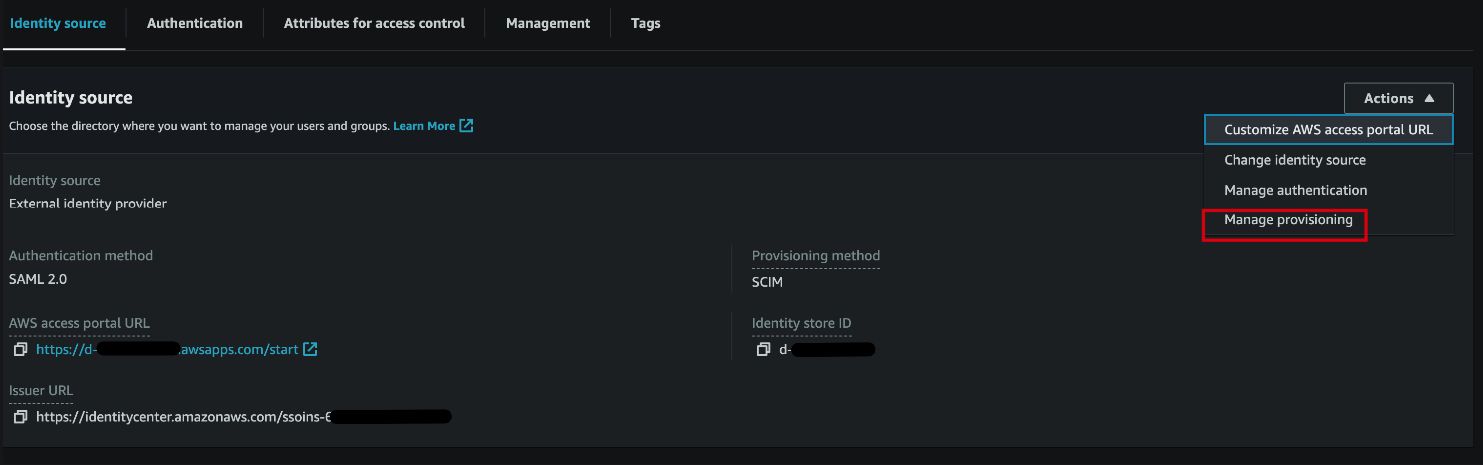 Identity source Authentication Attributes for access control Management Tags
Identity source
Actions
Choose the directory where you want to manage your users and groups. Learn More
Customize AWS access portal URL
Change identity source
Manage authentication
Manage provisioning
Identity source
External identity provider
Authentication method
SAML 2.0
Provisioning method
SCIM
AWS access portal URL
https://d- .awsapps.com/start
Identity store ID
d-
Issuer URL
https://identitycenter.amazonaws.com/ssoins-6